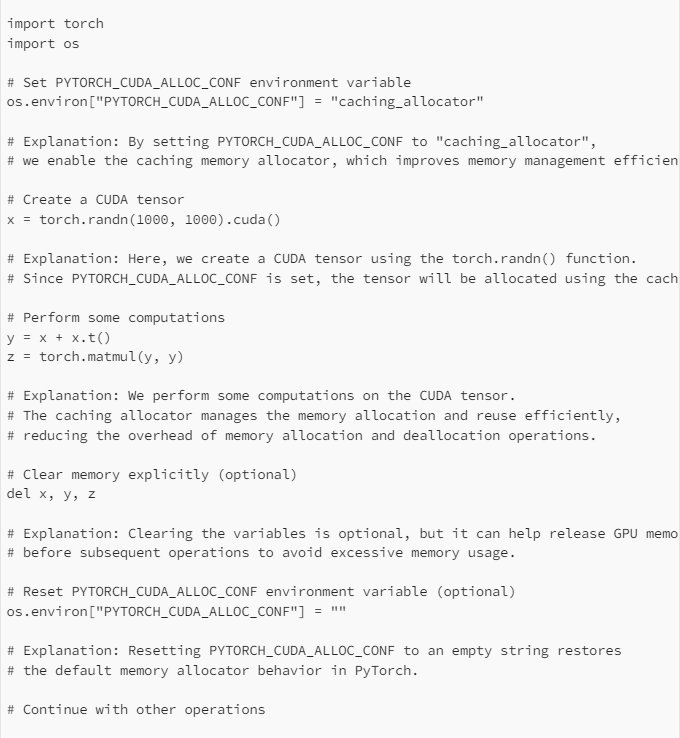 import torch
import os
# Set PYTORCH_CUDA_ALLOC_CONF environment variable
os.environ["PYTORCH_CUDA_ALLOC_CONF"] = "caching_allocator"
# Explanation: By setting PYTORCH_CUDA_ALLOC_CONF to "caching_allocator",
# we enable the caching memory allocator, which improves memory management efficien
# Create a CUDA tensor
x = torch.randn(1000, 1000).cuda()
# Explanation: Here, we create a CUDA tensor using the torch.randn() function.
# Since PYTORCH_CUDA_ALLOC_CONF is set, the tensor will be allocated using the cach
# Perform some computations
y = x + x.t()
z = torch.matmul(y, y)
# Explanation: We perform some computations on the CUDA tensor.
# The caching allocator manages the memory allocation and reuse efficiently,
# reducing the overhead of memory allocation and deallocation operations.
# Clear memory explicitly (optional)
del x, y, z
# Explanation: Clearing the variables is optional, but it can help release GPU memo
# before subsequent operations to avoid excessive memory usage.
# Reset PYTORCH_CUDA_ALLOC_CONF environment variable (optional)
os.environ["PYTORCH_CUDA_ALLOC_CONF"] = ""
# Explanation: Resetting PYTORCH_CUDA_ALLOC_CONF to an empty string restores
# the default memory allocator behavior in PyTorch.
# Continue with other operations